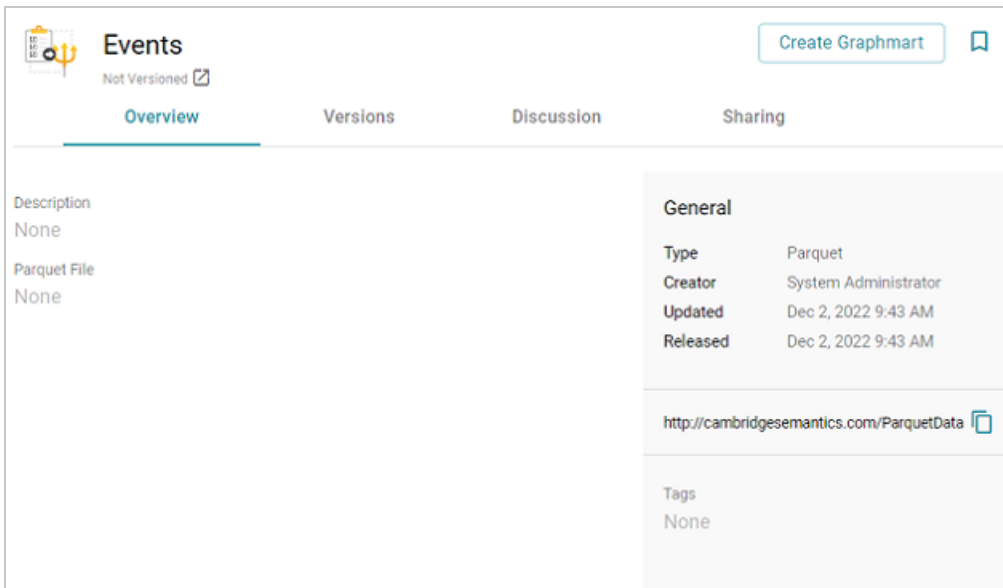 Events
Create Graphmart
Not Versioned
Overview Versions Discussion Sharing
Description
None
Parquet File
None
General
Type Parquet
Creator System Administrator
Updated Dec 2, 2022 9:43 AM
Released Dec 2, 2022 9:43 AM
http://cambridgesemantics.com/ParquetData
Tags
None